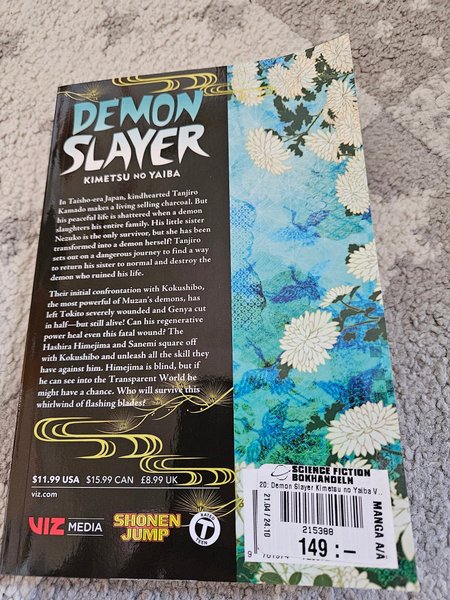 DEMON
SLAYER
KIMETSU NO YAIBA
In Taisho-era Japan, kindhearted Tanjiro
Kamado makes a living selling charcoal. But
his peaceful life is shattered when a demon
slaughters his entire family. His little sister
Nezuko is the only survivor, but she has been
transformed into a demon herself! Tanjiro
sets out on a dangerous journey to find a way
to return his sister to normal and destroy the
demon who ruined his life.
Their initial confrontation with Kokushibo,
the most powerful of Muzan's demons, has
left Tokito severely wounded and Genya cut
in half—but still alive! Can his regenerative
power heal even this fatal wound? The
Hashira Himejima and Sanemi square off
with Kokushibo and unleash all the skill they
have against him. Himejima is blind, but if
he can see into the Transparent World he
might have a chance. Who will survive this
whirlwind of flashing blades?
$11.99 USA $15.99 CAN £8.99 UK
viz.com
VIZ MEDIA
SHONEN
JUMP
RATED
T
TEEN
SCIENCE FICTION
BOKHANDELN
20: Demon Slayer Kimetsu no Yaiba V..
21.04 / 24.10
215388
149:-
MANGA A/A